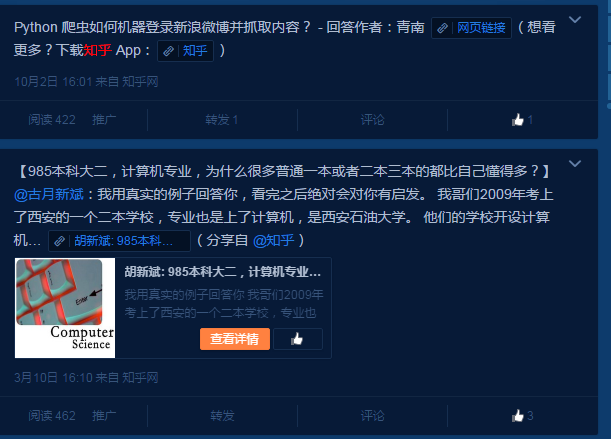 Python 爬虫如何机器登录新浪微博并抓取内容？ - 回答作者：青南 网页链接（想看
更多？下载知乎 App： 知乎 ）
10月2日 16:01 来自 知乎网
阅读 422 推广 转发 1 评论 1
【985本科大二，计算机专业，为什么很多普通一本或者二本三本的都比自己懂得多？】
@古月新斌：我用真实的例子回答你，看完之后绝对会对你有启发。 我哥们2009年考
上了西安的一个二本学校，专业也是上了计算机，是西安石油大学。 他们的学校开设计算
机... 胡新斌: 985本科... （分享自 @知乎）
胡新斌: 985本科大二，计算机专业...
我用真实的例子回答你 我哥们2009年
考上了西安的一个二本学校，专业也
Enter
Computer
Science
查看详情
3月10日 16:10 来自 知乎网
阅读 462 推广 转发 评论 3